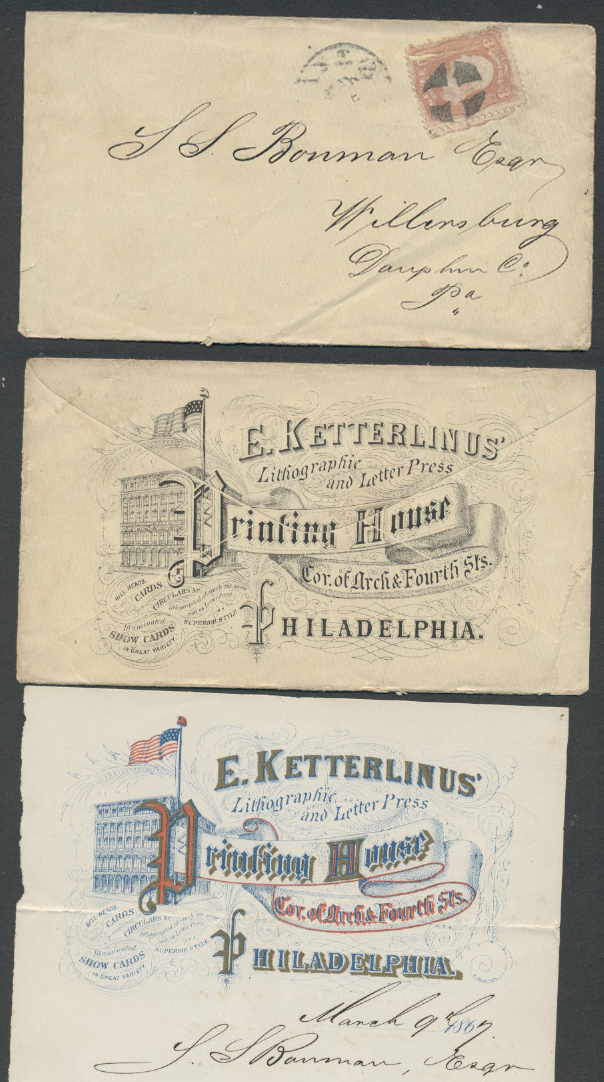 S S. Bowman Esqr
Willersburg
Dauphin Co.
Pa
E. KETTERLINUS'
Lithographic
and Letter Press
Printing House
Cor. of Arch & Fourth Sts.
PHILADELPHIA.
BILL HEADS
CARDS,
CIRCULARS &c.
SUPERIOR STYLE.
Illuminated
SHOW CARDS
IN GREAT VARIETY.
E. KETTERLINUS'
Lithographic
and Letter Press
Printing House
Cor. of Arch & Fourth Sts.
PHILADELPHIA.
BILL HEADS
CARDS,
CIRCULARS &c.
SUPERIOR STYLE.
Illuminated
SHOW CARDS
IN GREAT VARIETY.
March 9th 1867.
S. S. Bowman, Esqr